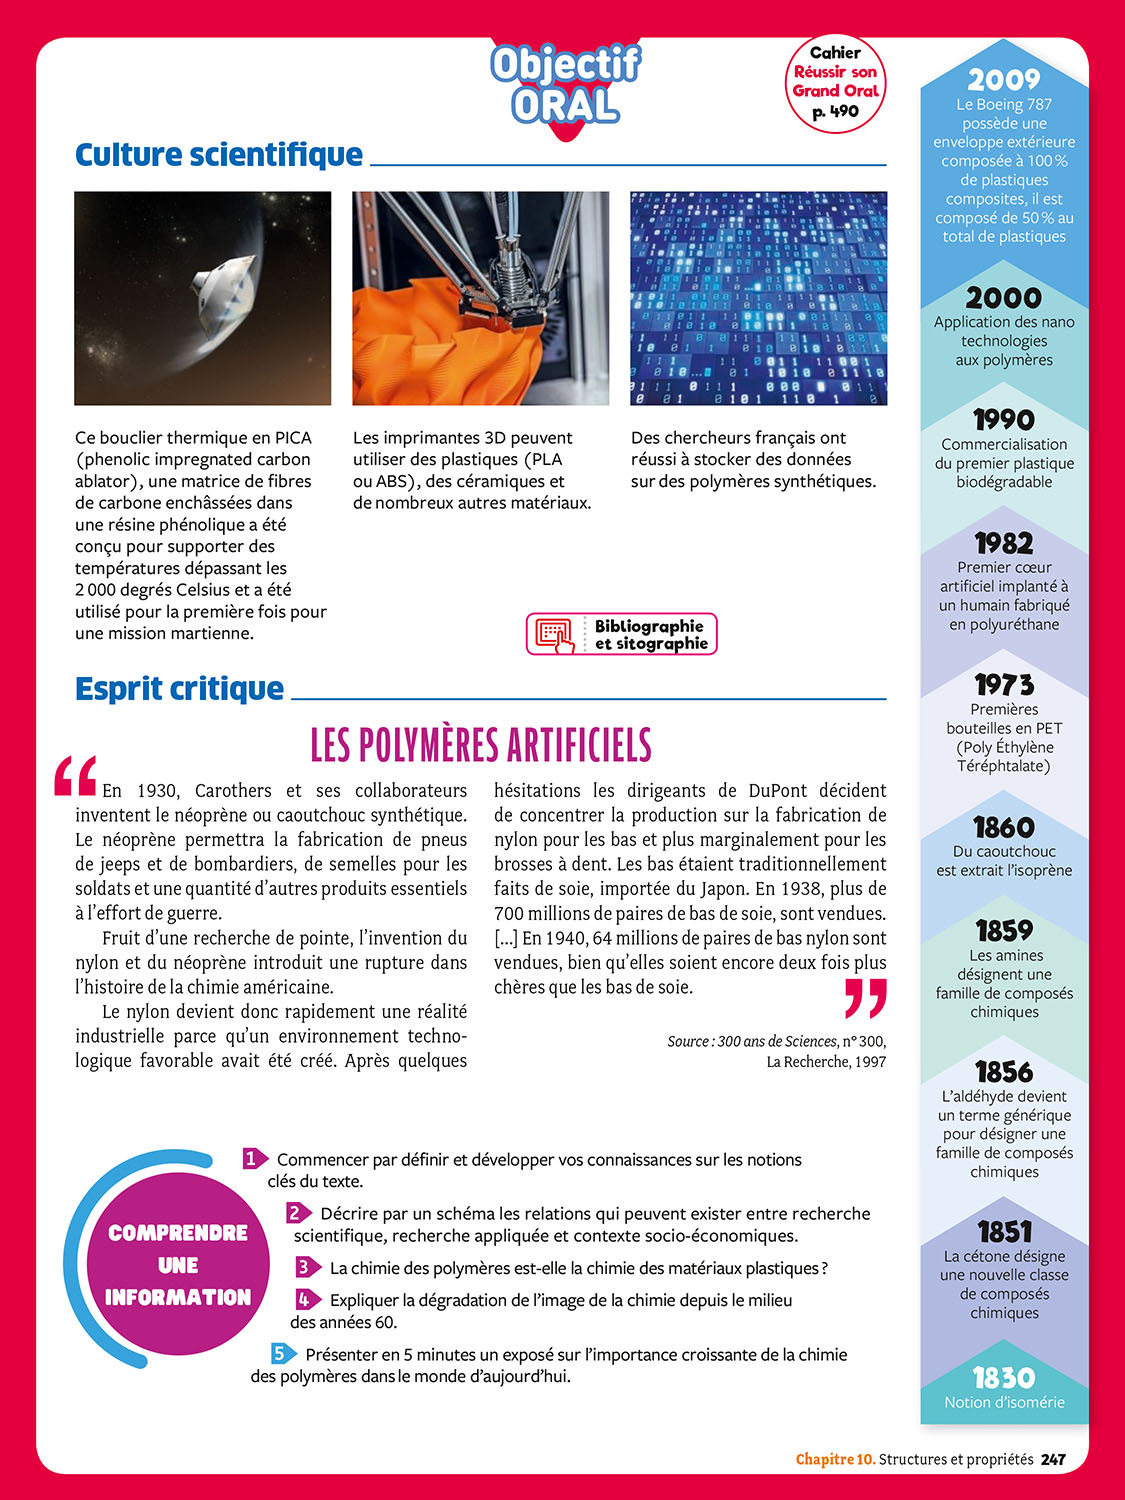 Objectif
ORAL
Cahier
Réussir son
Grand Oral
p. 490
Culture scientifique
Ce bouclier thermique en PICA
(phenolic impregnated carbon
ablator), une matrice de fibres
de carbone enchâssées dans
une résine phénolique a été
conçu pour supporter des
températures dépassant les
2 000 degrés Celsius et a été
utilisé pour la première fois pour
une mission martienne.
Les imprimantes 3D peuvent
utiliser des plastiques (PLA
ou ABS), des céramiques et
de nombreux autres matériaux.
Des chercheurs français ont
réussi à stocker des données
sur des polymères synthétiques.
Bibliographie
et sitographie
Esprit critique
LES POLYMÈRES ARTIFICIELS
“ En 1930, Carothers et ses collaborateurs
inventent le néoprène ou caoutchouc synthétique.
Le néoprène permettra la fabrication de pneus
de jeeps et de bombardiers, de semelles pour les
soldats et une quantité d’autres produits essentiels
à l’effort de guerre.
Fruit d’une recherche de pointe, l’invention du
nylon et du néoprène introduit une rupture dans
l’histoire de la chimie américaine.
Le nylon devient donc rapidement une réalité
industrielle parce qu’un environnement techno-
logique favorable avait été créé. Après quelques
hésitations les dirigeants de DuPont décident
de concentrer la production sur la fabrication de
nylon pour les bas et plus marginalement pour les
brosses à dent. Les bas étaient traditionnellement
faits de soie, importée du Japon. En 1938, plus de
700 millions de paires de bas de soie, sont vendues.
[...] En 1940, 64 millions de paires de bas nylon sont
vendues, bien qu’elles soient encore deux fois plus
chères que les bas de soie. ”
Source : 300 ans de Sciences, n° 300,
La Recherche, 1997
COMPRENDRE
UNE
INFORMATION
1 Commencer par définir et développer vos connaissances sur les notions
clés du texte.
2 Décrire par un schéma les relations qui peuvent exister entre recherche
scientifique, recherche appliquée et contexte socio-économiques.
3 La chimie des polymères est-elle la chimie des matériaux plastiques ?
4 Expliquer la dégradation de l’image de la chimie depuis le milieu
des années 60.
5 Présenter en 5 minutes un exposé sur l’importance croissante de la chimie
des polymères dans le monde d’aujourd’hui.
2009
Le Boeing 787
possède une
enveloppe extérieure
composée à 100 %
de plastiques
composites, il est
composé de 50 % au
total de plastiques
2000
Application des nano
technologies
aux polymères
1990
Commercialisation
du premier plastique
biodégradable
1982
Premier cœur
artificiel implanté à
un humain fabriqué
en polyuréthane
1973
Premières
bouteilles en PET
(Poly Éthylène
Téréphtalate)
1860
Du caoutchouc
est extrait l’isoprène
1859
Les amines
désignent une
famille de composés
chimiques
1856
L’aldéhyde devient
un terme générique
pour désigner une
famille de composés
chimiques
1851
La cétone désigne
une nouvelle classe
de composés
chimiques
1830
Notion d’isomérie
Chapitre 10. Structures et propriétés 247